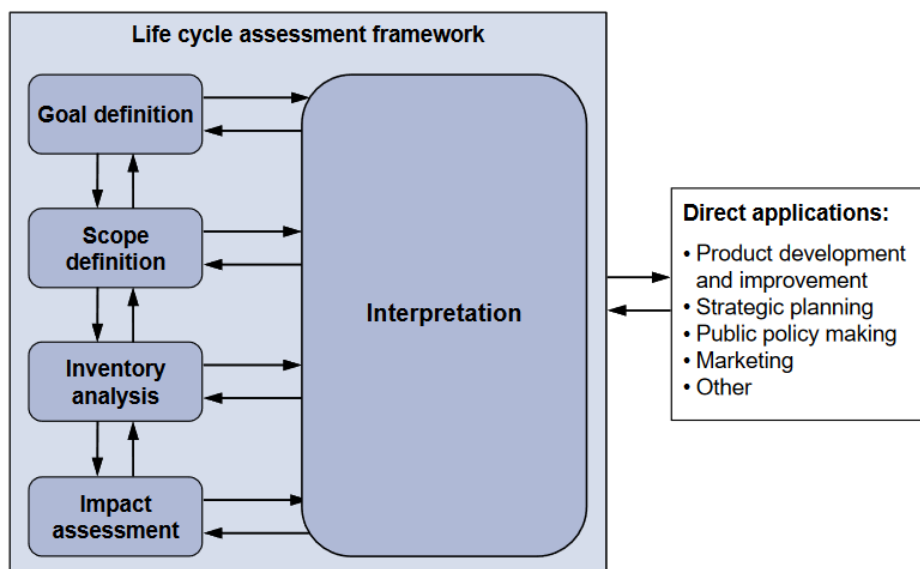 Life cycle assessment framework
Goal definition
Scope
definition
Inventory
analysis
Impact
assessment
Interpretation
Direct applications:
• Product development
and improvement
• Strategic planning
• Public policy making
• Marketing
• Other